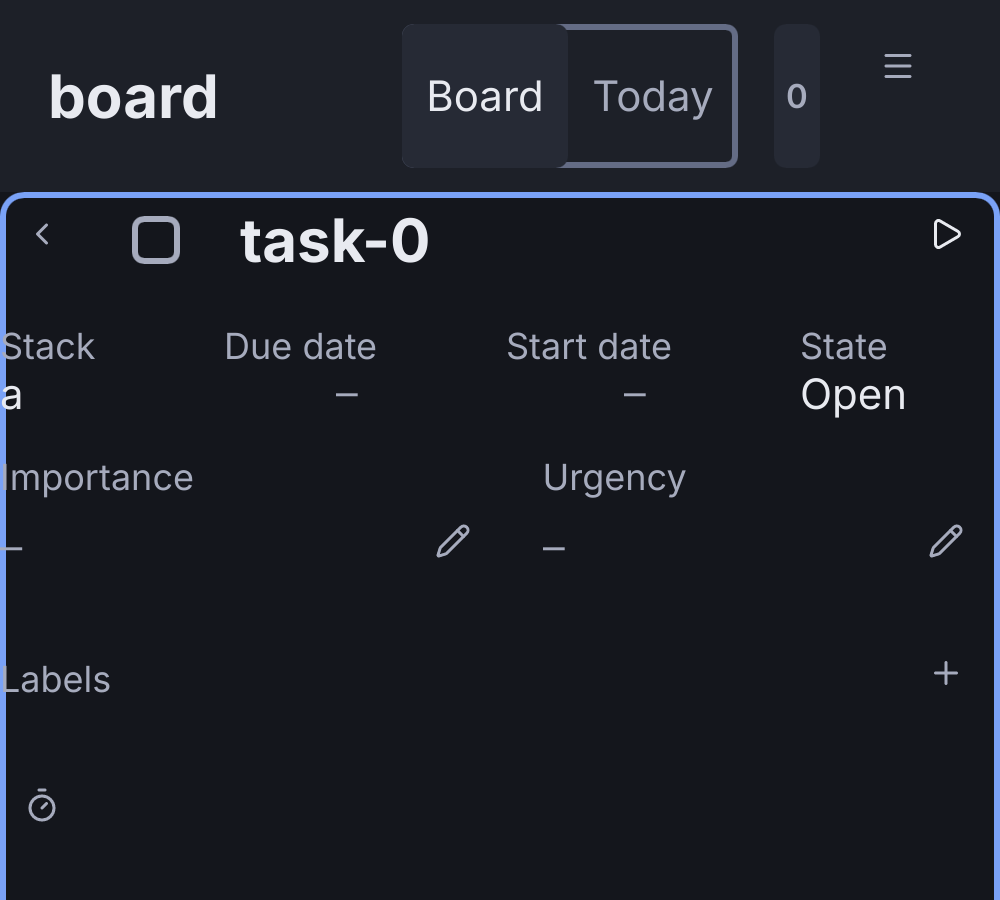 board
Board Today 0
task-0
Stack Due date Start date State
a – – Open
Importance Urgency
– –
Labels